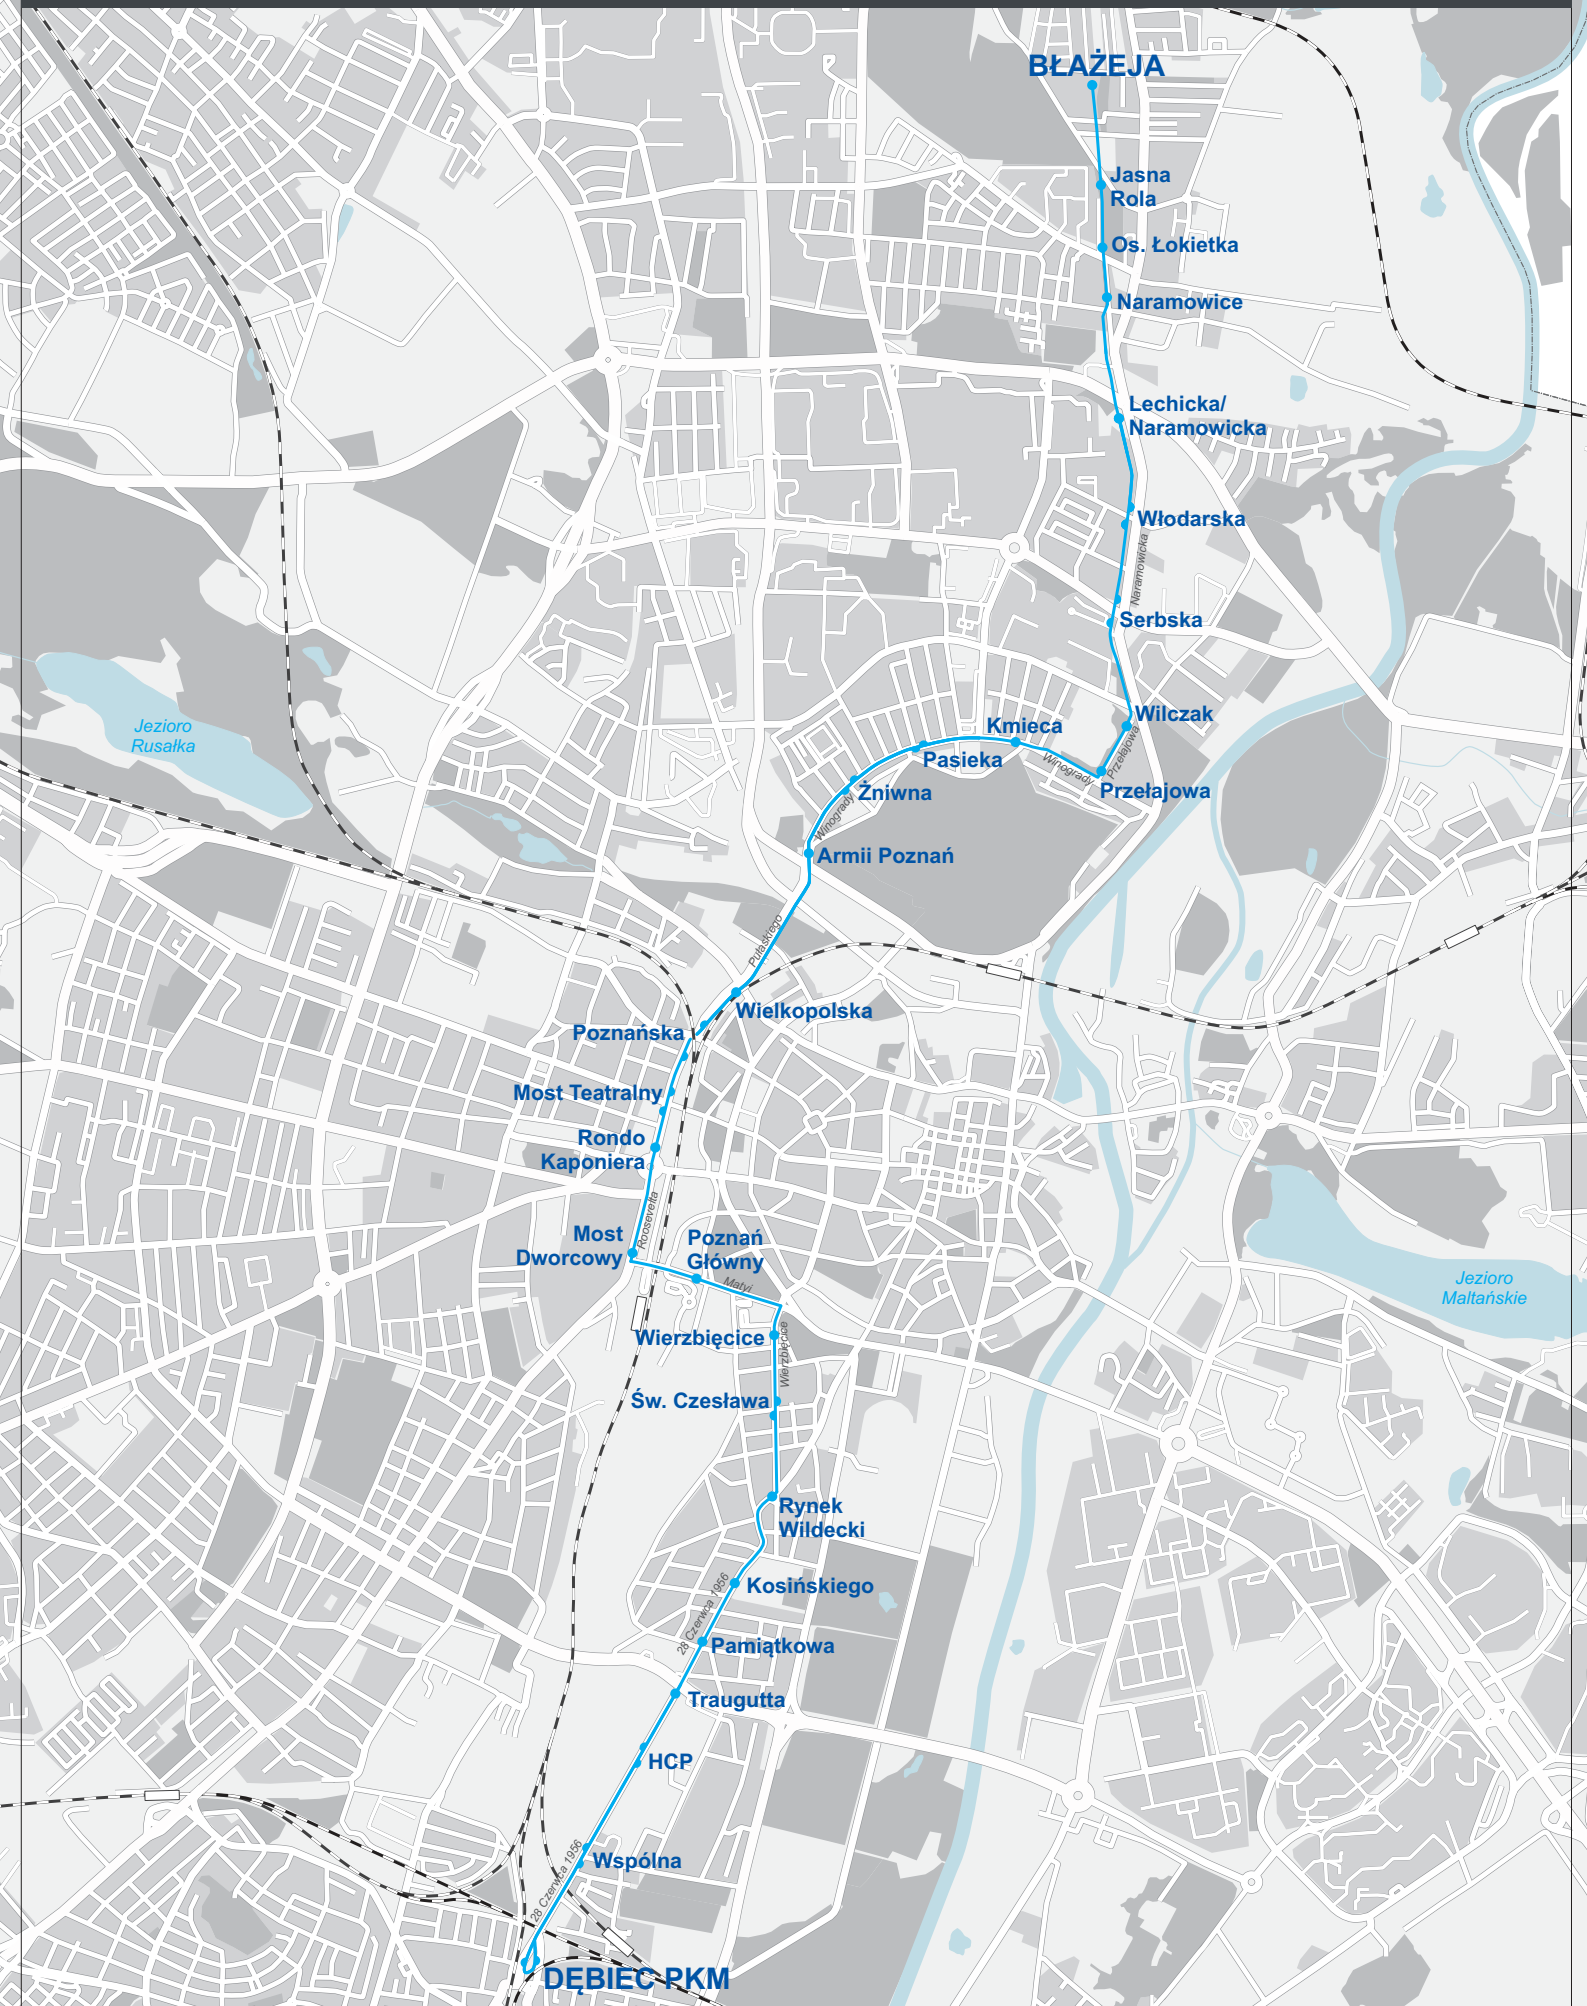 BŁAŻEJA
Jasna
Rola
Os. Łokietka
Naramowice
Lechicka/
Naramowicka
Włodarska
Naramowicka
Serbska
Wilczak
Przełajowa
Kmieca
Winogrady
Przełajowa
Pasieka
Żniwna
Winogrady
Armii Poznań
Jezioro
Rusałka
Pułaskiego
Wielkopolska
Poznańska
Most Teatralny
Rondo
Kaponiera
Roosevelta
Most
Dworcowy
Poznań
Główny
Matyi
Jezioro
Maltańskie
Wierzbięcice
Wierzbięcice
Św. Czesława
Rynek
Wildecki
28 Czerwca 1956
Kosińskiego
Pamiątkowa
Traugutta
HCP
Wspólna
28 Czerwca 1956
DĘBIEC PKM